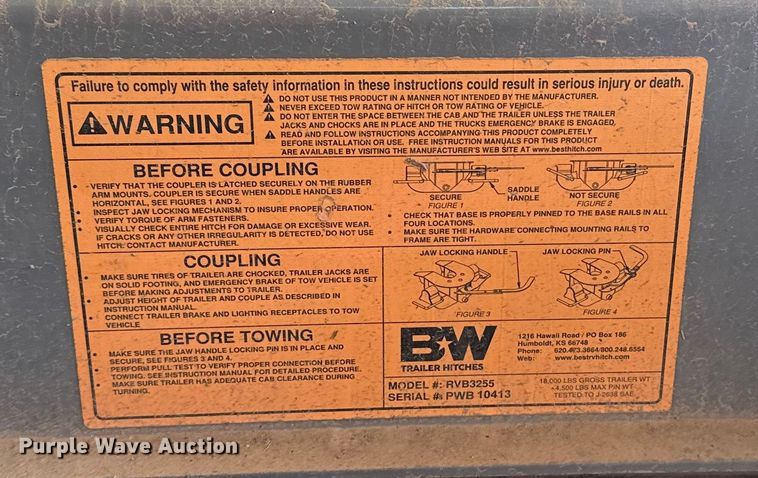 Failure to comply with the safety information in these instructions could result in serious injury or death.
WARNING
DO NOT USE THIS PRODUCT IN A MANNER NOT INTENDED BY THE MANUFACTURER.
NEVER EXCEED TOW RATING OF HITCH OR TOW RATING OF VEHICLE.
DO NOT ENTER THE SPACE BETWEEN THE CAB AND THE TRAILER UNLESS THE TRAILER
JACKS AND CHOCKS ARE IN PLACE AND THE TRUCKS EMERGENCY BRAKE IS ENGAGED.
READ AND FOLLOW INSTRUCTIONS ACCOMPANYING THIS PRODUCT COMPLETELY
BEFORE INSTALLATION OR USE. FREE INSTRUCTION MANUALS FOR THIS PRODUCT
ARE AVAILABLE BY VISITING THE MANUFACTURER'S WEB SITE AT www.besthitch.com
BEFORE COUPLING
VERIFY THAT THE COUPLER IS LATCHED SECURELY ON THE RUBBER
ARM MOUNTS. COUPLER IS SECURE WHEN SADDLE HANDLES ARE
HORIZONTAL, SEE FIGURES 1 AND 2.
INSPECT JAW LOCKING MECHANISM TO INSURE PROPER OPERATION.
VERIFY TORQUE OF ARM FASTENERS.
VISUALLY CHECK ENTIRE HITCH FOR DAMAGE OR EXCESSIVE WEAR.
IF CRACKS OR ANY OTHER IRREGULARITY IS DETECTED, DO NOT USE
HITCH: CONTACT MANUFACTURER.
SECURE
FIGURE 1
SADDLE
HANDLE
NOT SECURE
FIGURE 2
• CHECK THAT BASE IS PROPERLY PINNED TO THE BASE RAILS IN ALL
FOUR LOCATIONS.
• MAKE SURE THE HARDWARE CONNECTING MOUNTING RAILS TO
FRAME ARE TIGHT.
COUPLING
• MAKE SURE TIRES OF TRAILER ARE CHOCKED, TRAILER JACKS ARE
ON SOLID FOOTING, AND EMERGENCY BRAKE OF TOW VEHICLE IS SET
BEFORE MAKING ADJUSTMENTS TO TRAILER.
• ADJUST HEIGHT OF TRAILER AND COUPLE AS DESCRIBED IN
INSTRUCTION MANUAL.
• CONNECT TRAILER BRAKE AND LIGHTING RECEPTACLES TO TOW
VEHICLE
JAW LOCKING HANDLE
FIGURE 3
JAW LOCKING PIN
FIGURE 4
BEFORE TOWING
• MAKE SURE THE JAW HANDLE LOCKING PIN IS IN PLACE AND
SECURE, SEE FIGURES 3 AND 4.
• PERFORM PULL TEST TO VERIFY PROPER CONNECTION BEFORE
TOWING. SEE INSTRUCTION MANUAL FOR DETAILED PROCEDURE.
• MAKE SURE TRAILER HAS ADEQUATE CAB CLEARANCE DURING
TURNING.
B&W
TRAILER HITCHES
1216 Hawaii Road / PO Box 186
Humboldt, KS 66748
Phone: 620.473.3664/800.248.6564
Web: www.bestrvhitch.com
MODEL #: RVB3255
SERIAL #: PWB 10413
18,000 LBS GROSS TRAILER WT
4,500 LBS MAX PIN WT
TESTED TO J-2638 SAE
Purple Wave Auction